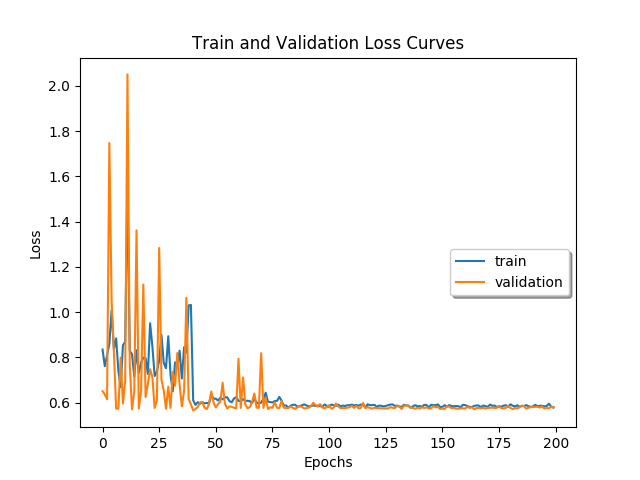 Train and Validation Loss Curves
2.0
1.8
1.6
1.4
1.2
1.0
0.8
0.6
Loss
train
validation
0 25 50 75 100 125 150 175 200
Epochs